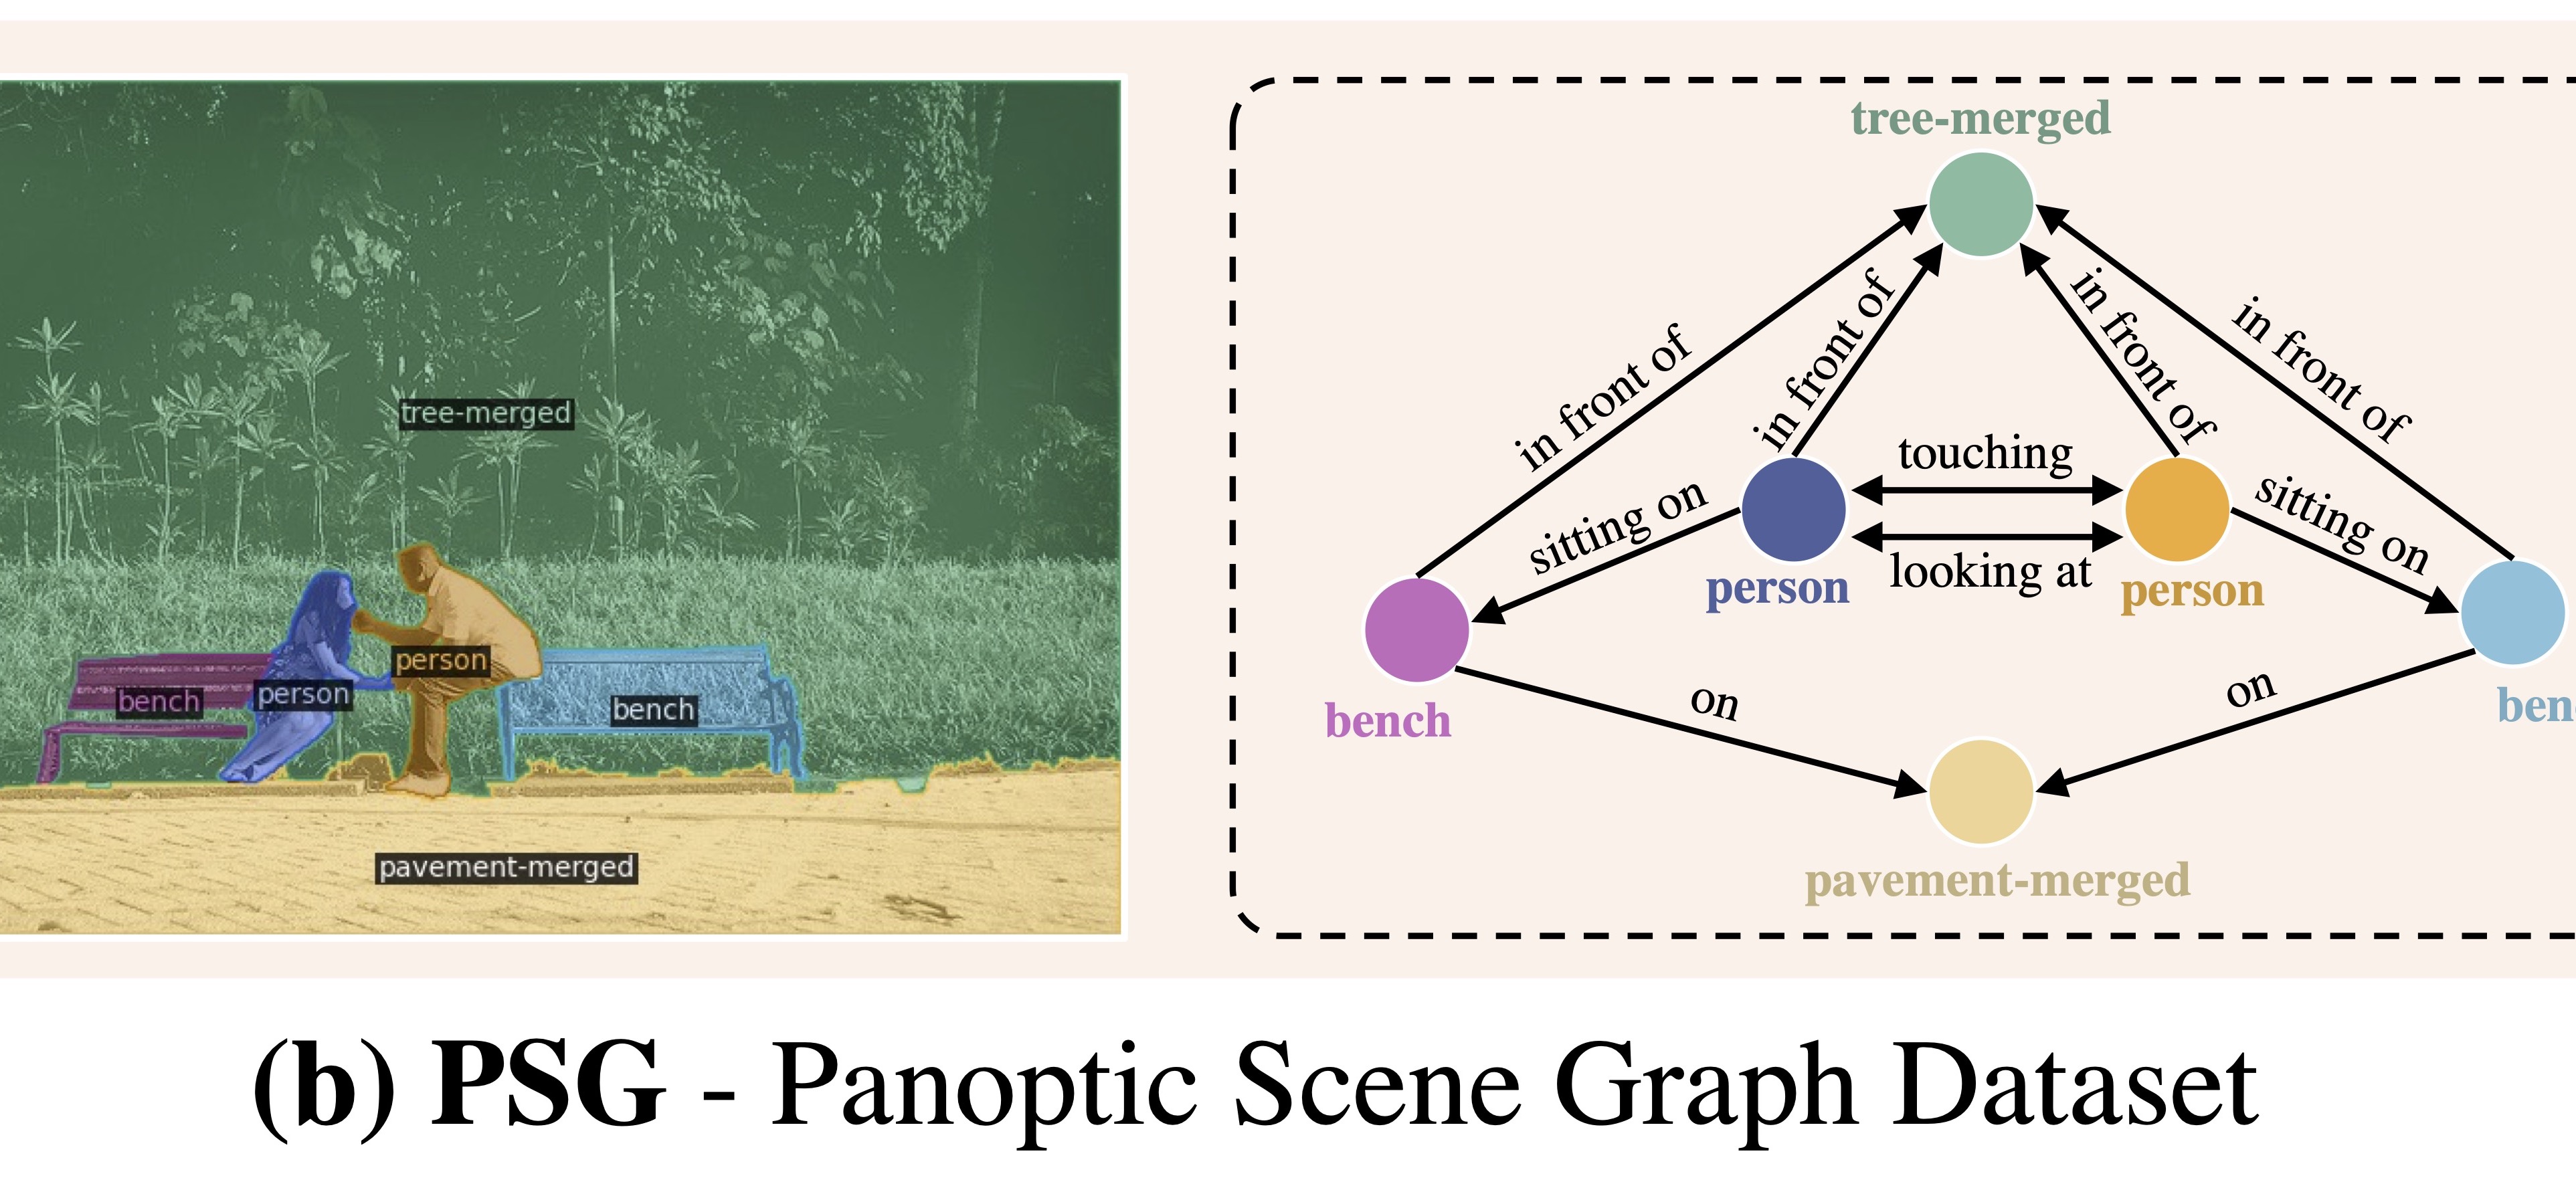 tree-merged
person
bench
person
bench
pavement-merged
tree-merged
in front of
in front of
in front of
in front of
touching
sitting on
sitting on
looking at
person
person
bench
ben
on
on
pavement-merged
(b) PSG - Panoptic Scene Graph Dataset